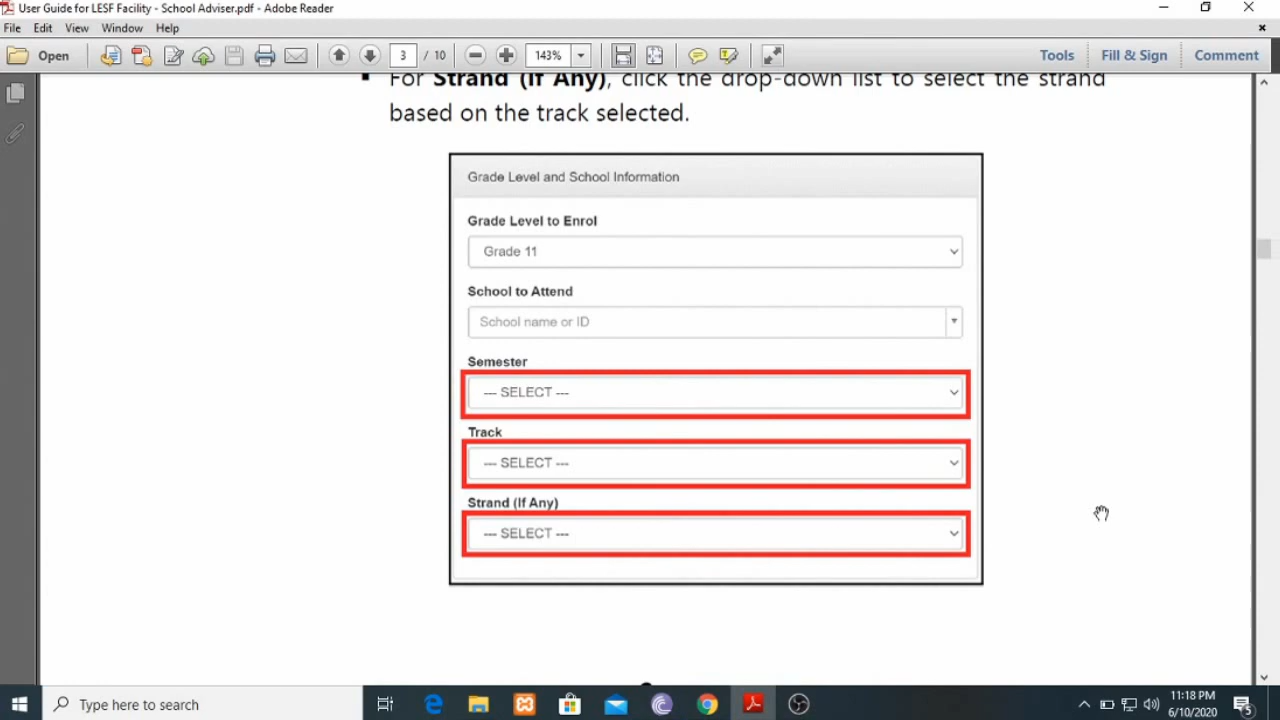 User Guide for LESF Facility - School Adviser.pdf - Adobe Reader
File Edit View Window Help
Open 3 / 10 143% Tools Fill & Sign Comment
For Strand (If Any), click the drop-down list to select the strand
based on the track selected.
Grade Level and School Information
Grade Level to Enrol
Grade 11
School to Attend
School name or ID
Semester
--- SELECT ---
Track
--- SELECT ---
Strand (If Any)
--- SELECT ---
Type here to search
11:18 PM
6/10/2020
5